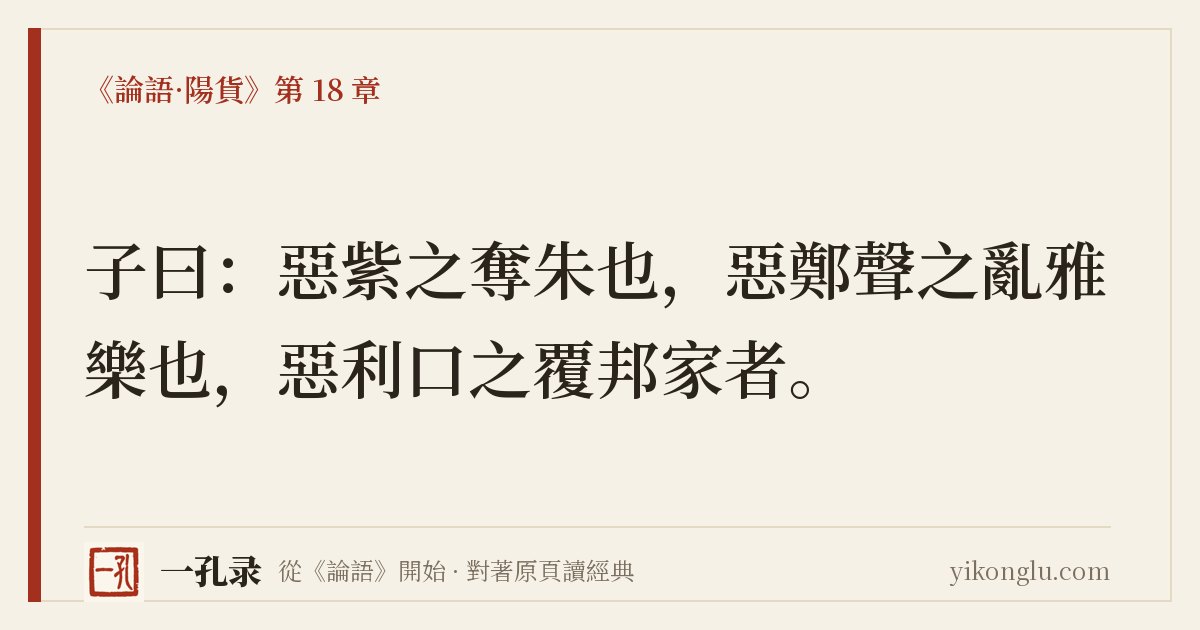 《論語·陽貨》第 18 章
子曰：惡紫之奪朱也，惡鄭聲之亂雅
樂也，惡利口之覆邦家者。
一孔
一孔录 從《論語》開始 · 對著原頁讀經典 yikonglu.com